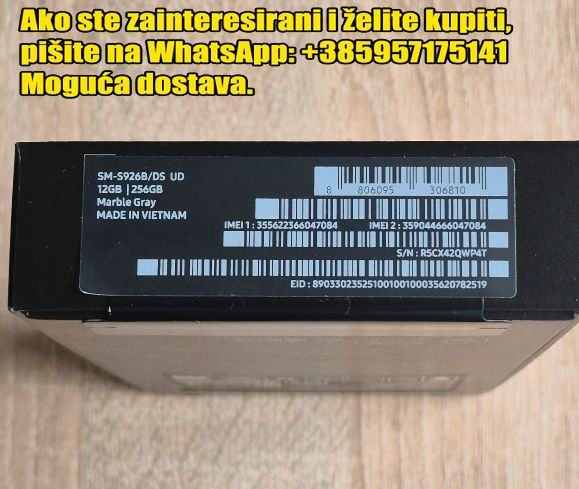 Ako ste zainteresirani i želite kupiti,
pišite na WhatsApp: +385957175141
Moguća dostava.
SM-S926B/DS UD
12GB | 256GB
Marble Gray
MADE IN VIETNAM
8 806095 306810
IMEI 1 : 355622366047084 IMEI 2 : 359044666047084
S/N : R5CX42QWP4T
EID : 89033023525100100100035620782519